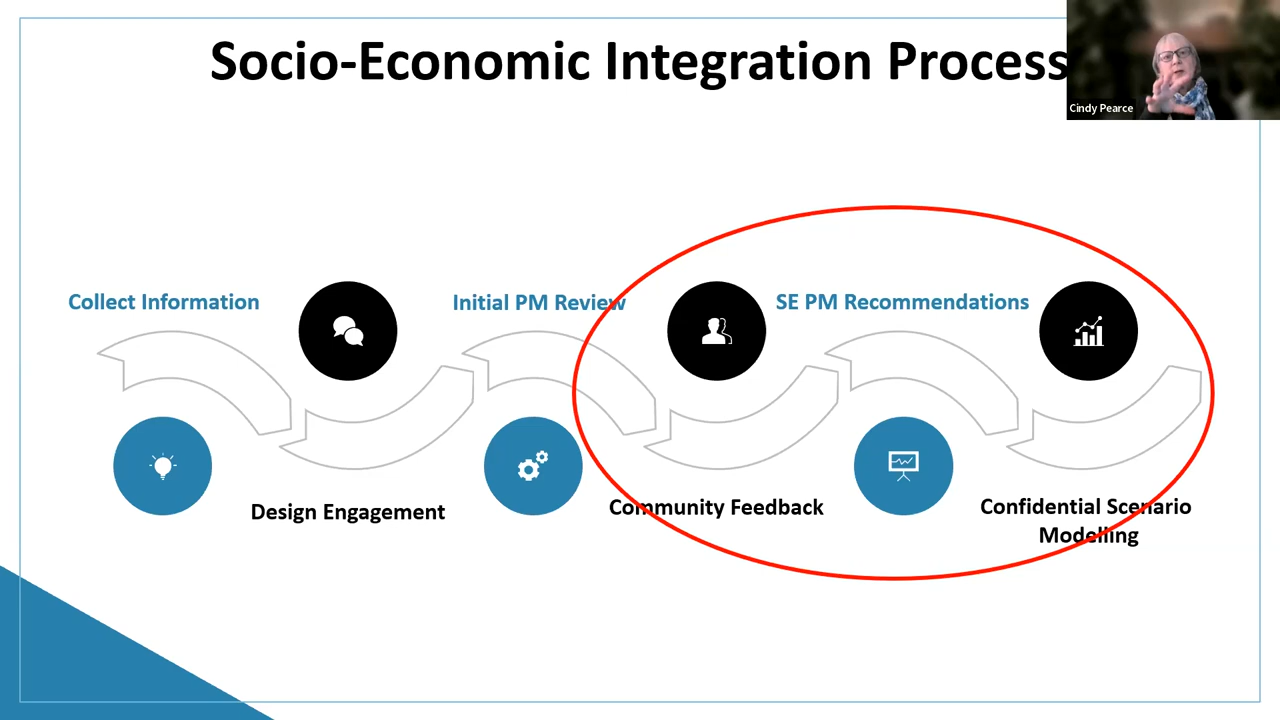 Socio-Economic Integration Process
Cindy Pearce
Collect Information
Initial PM Review
SE PM Recommendations
Design Engagement
Community Feedback
Confidential Scenario
Modelling